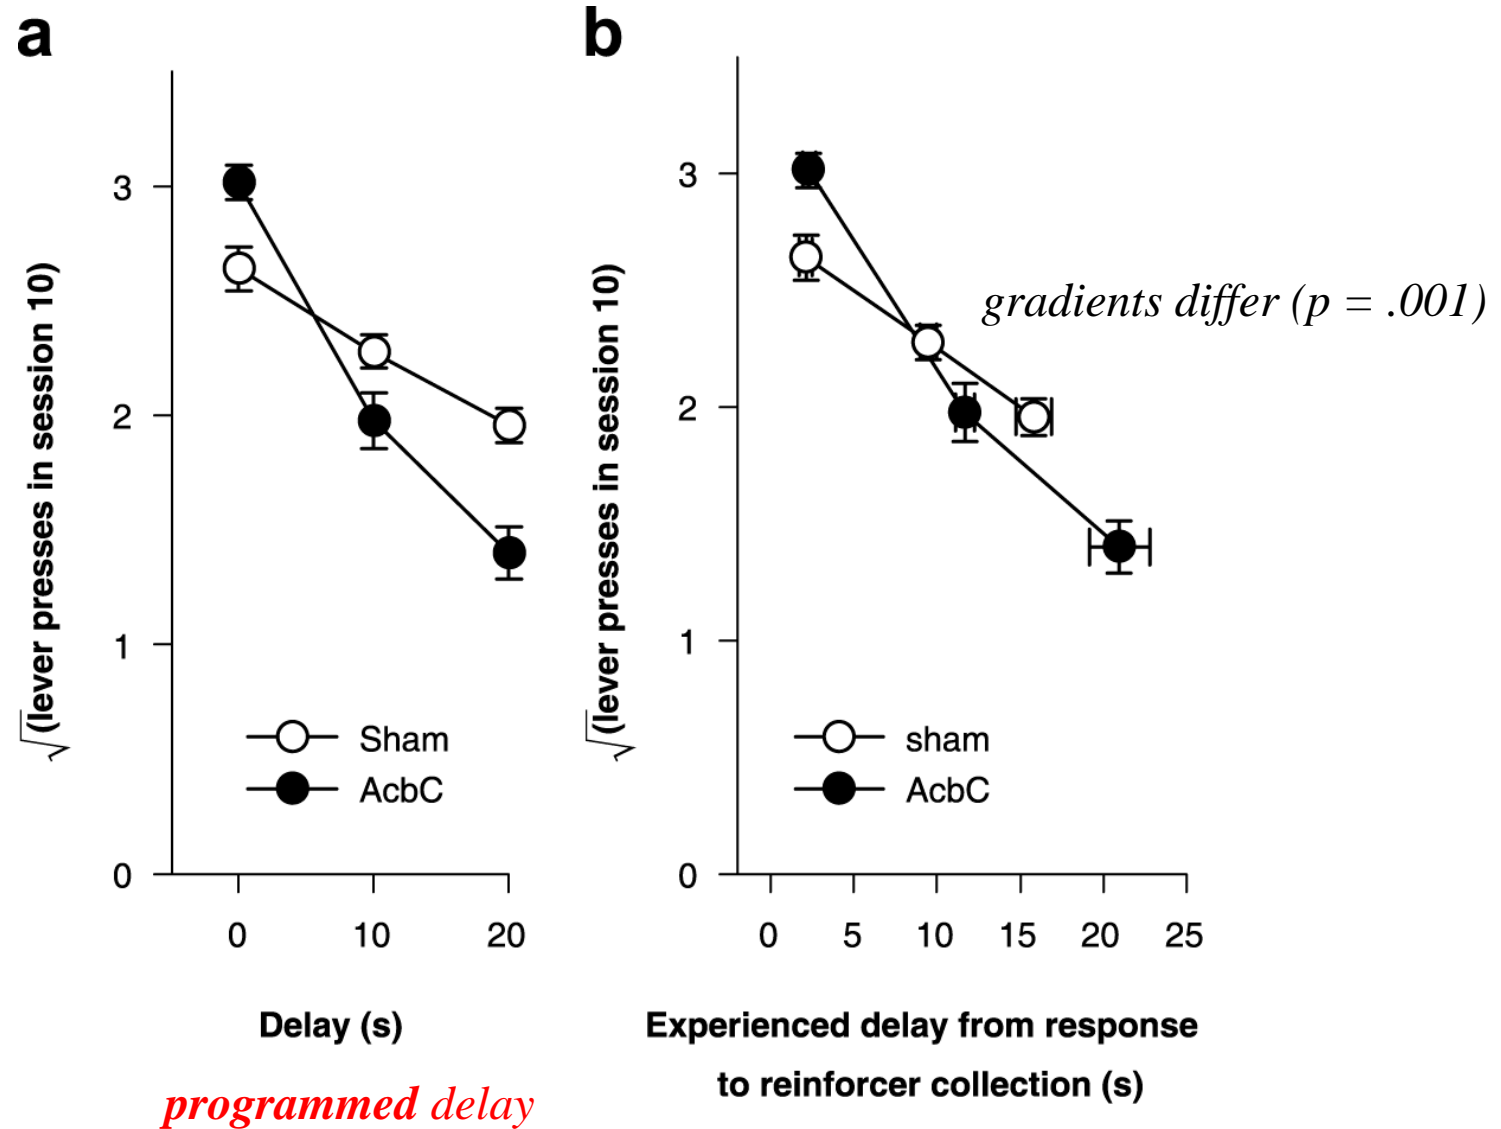 a
3
2
1
0
√(lever presses in session 10)
Sham
AcbC
0 10 20
Delay (s)
programmed delay
b
3
2
1
0
√(lever presses in session 10)
gradients differ (p = .001)
sham
AcbC
0 5 10 15 20 25
Experienced delay from response
to reinforcer collection (s)